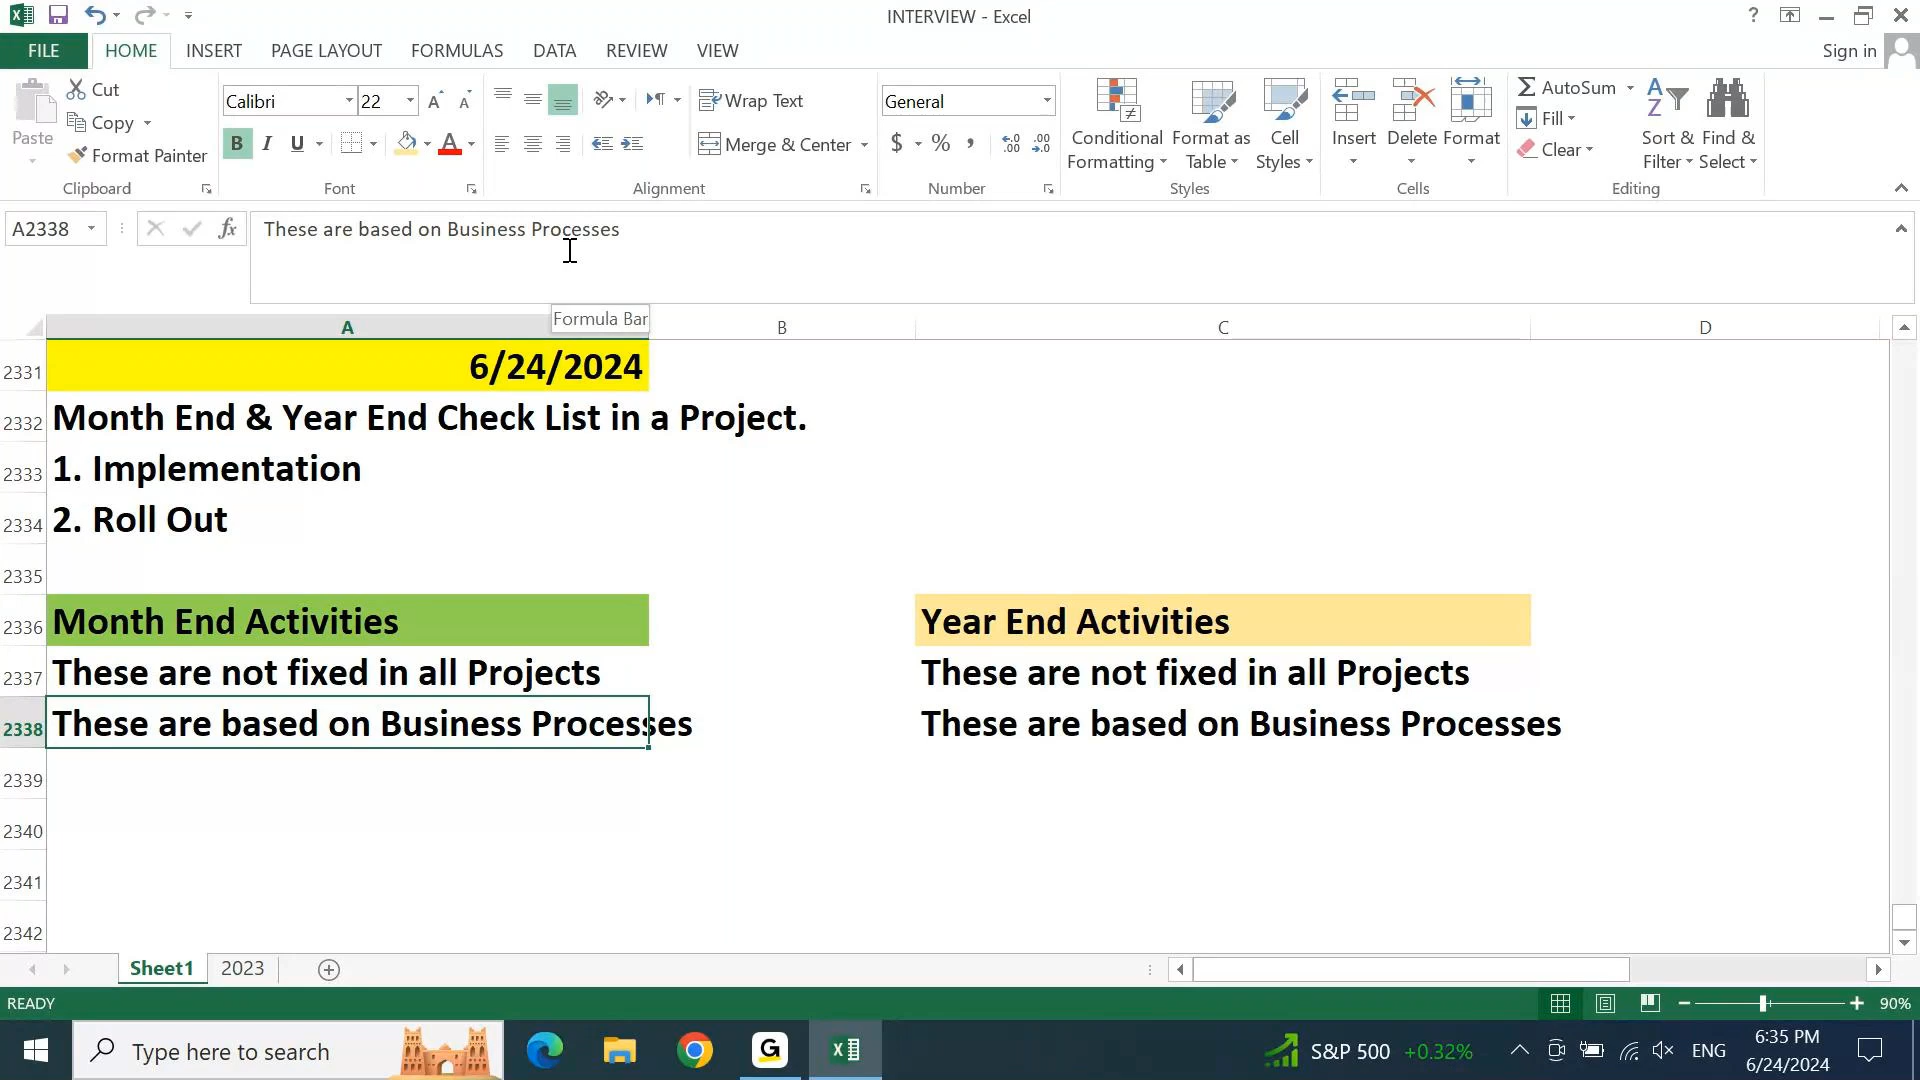 INTERVIEW - Excel
?
FILE HOME INSERT PAGE LAYOUT FORMULAS DATA REVIEW VIEW Sign in
Paste Cut Copy Format Painter Clipboard
Calibri 22 A A B I U A Font
Wrap Text Merge & Center Alignment
General $ % , .0 .00 .00 .0 Number
Conditional Formatting Format as Table Cell Styles Styles
Insert Delete Format Cells
AutoSum Fill Clear Sort & Filter Find & Select Editing
A2338 fx These are based on Business Processes
Formula Bar
A B C D
2331 6/24/2024
2332 Month End & Year End Check List in a Project.
2333 1. Implementation
2334 2. Roll Out
2335
2336 Month End Activities Year End Activities
2337 These are not fixed in all Projects These are not fixed in all Projects
2338 These are based on Business Processes These are based on Business Processes
2339
2340
2341
2342
Sheet1 2023
READY 90%
Type here to search G S&P 500 +0.32% ENG 6:35 PM
6/24/2024